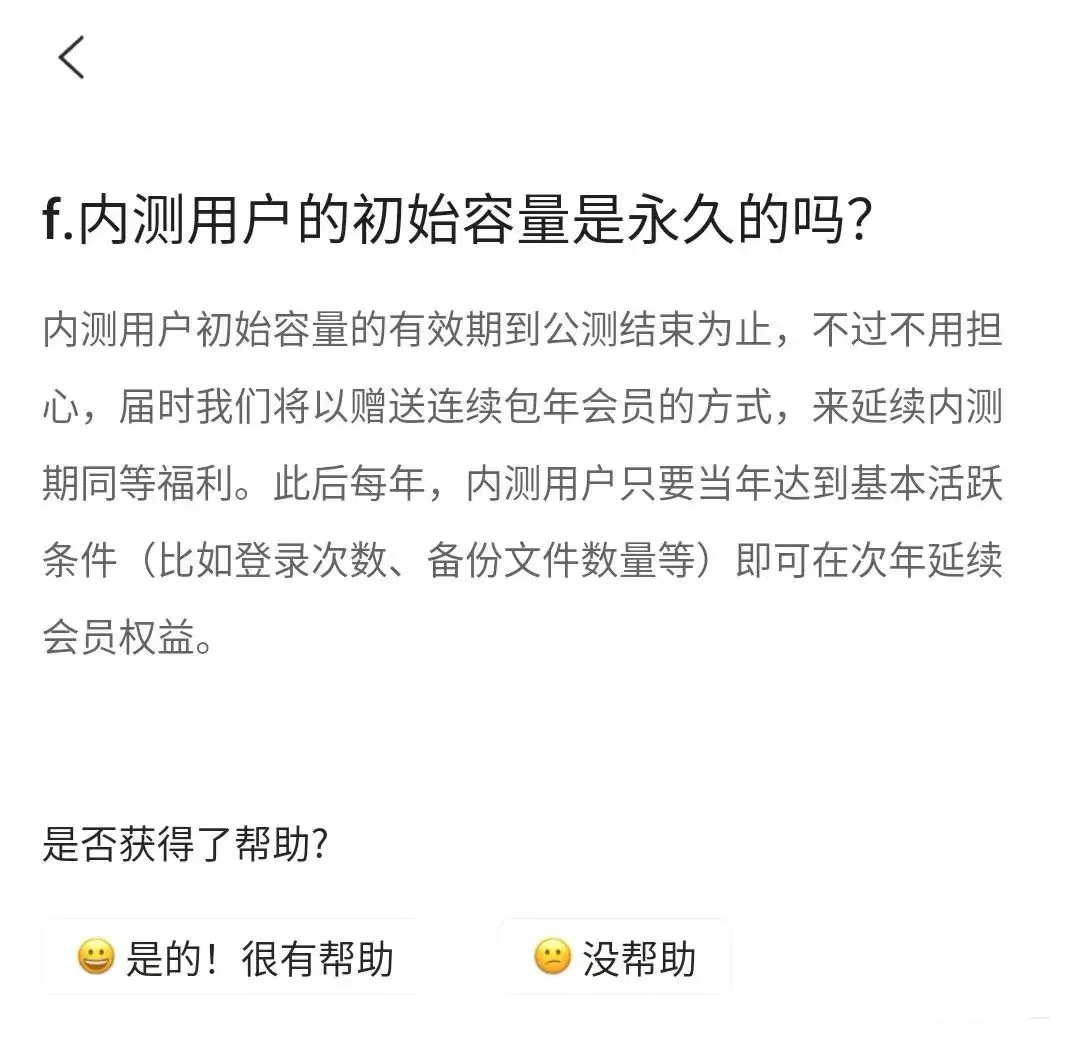 f.内测用户的初始容量是永久的吗?
内测用户初始容量的有效期到公测结束为止，不过不用担
心，届时我们将以赠送连续包年会员的方式，来延续内测
期同等福利。此后每年，内测用户只要当年达到基本活跃
条件（比如登录次数、备份文件数量等）即可在次年延续
会员权益。
是否获得了帮助?
😀 是的！很有帮助
😕 没帮助